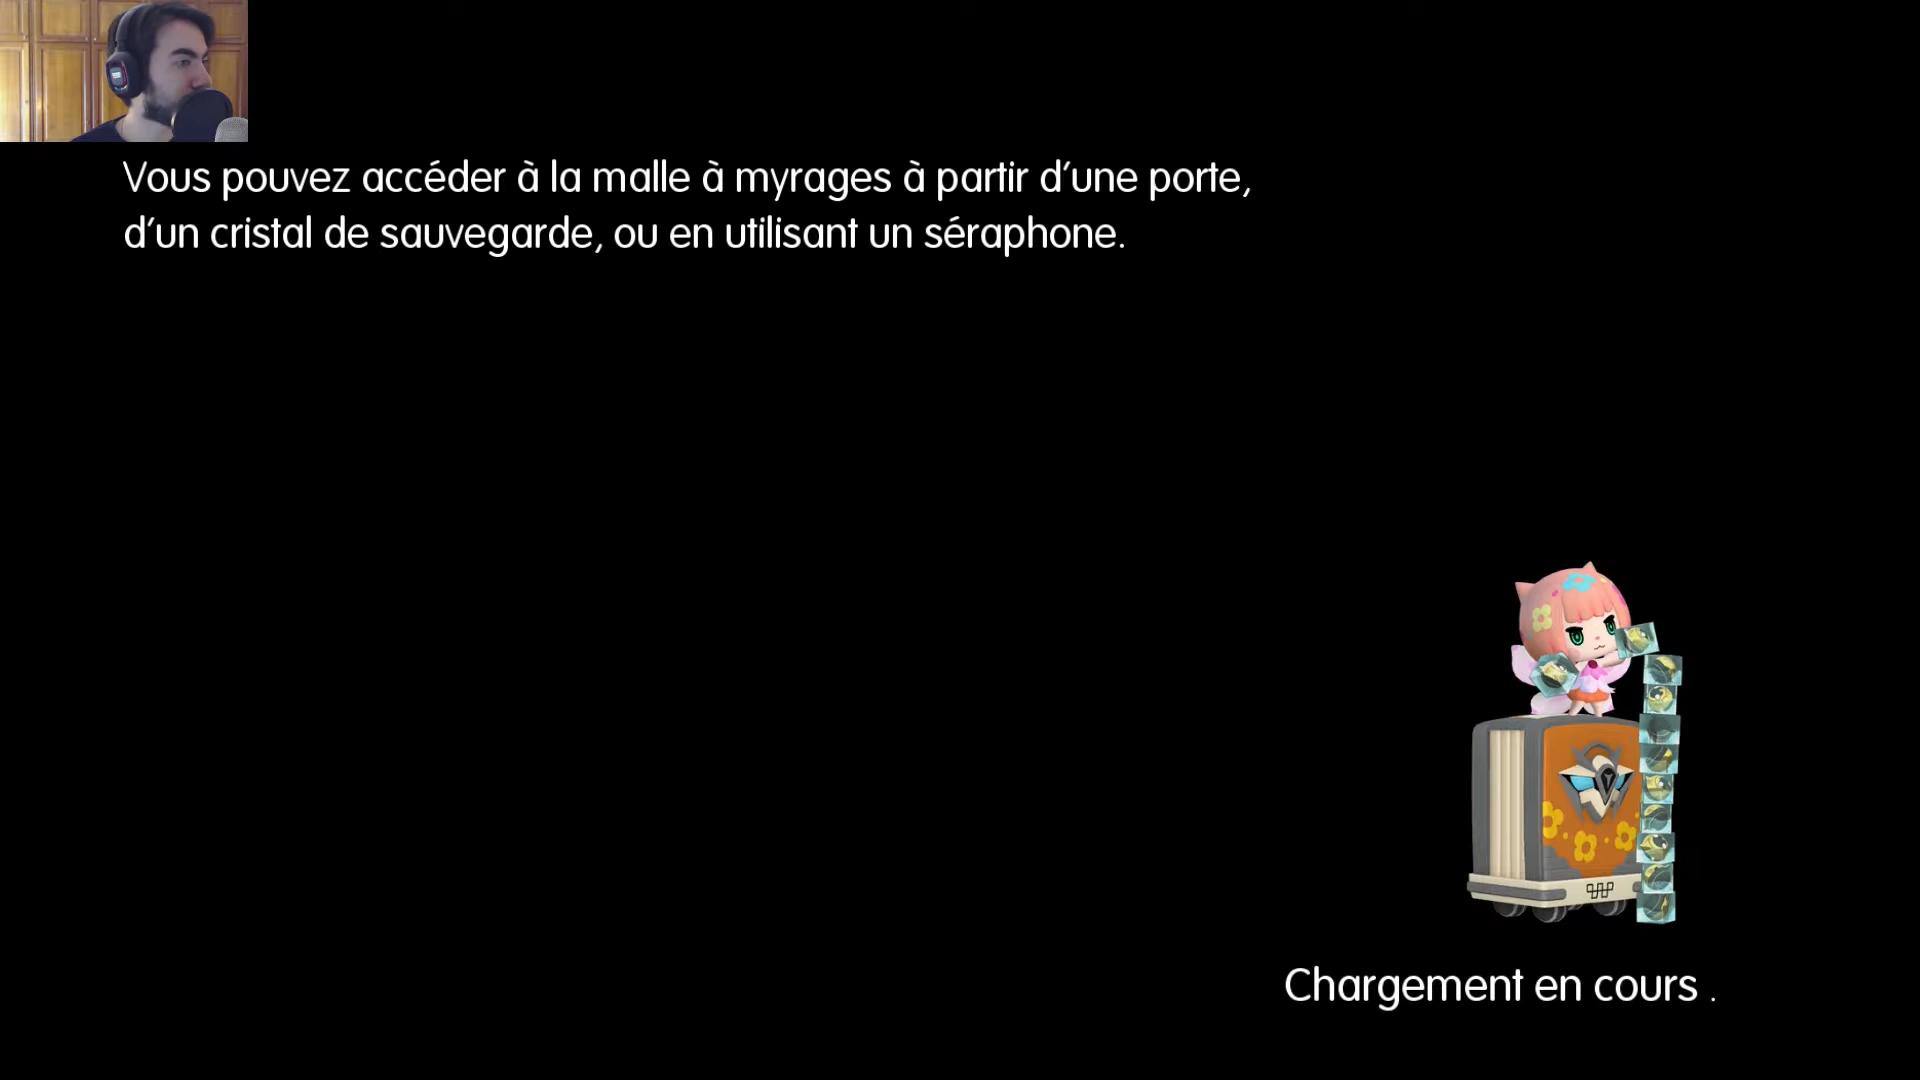 Vous pouvez accéder à la malle à myrages à partir d'une porte,
d'un cristal de sauvegarde, ou en utilisant un séraphone.
Chargement en cours .